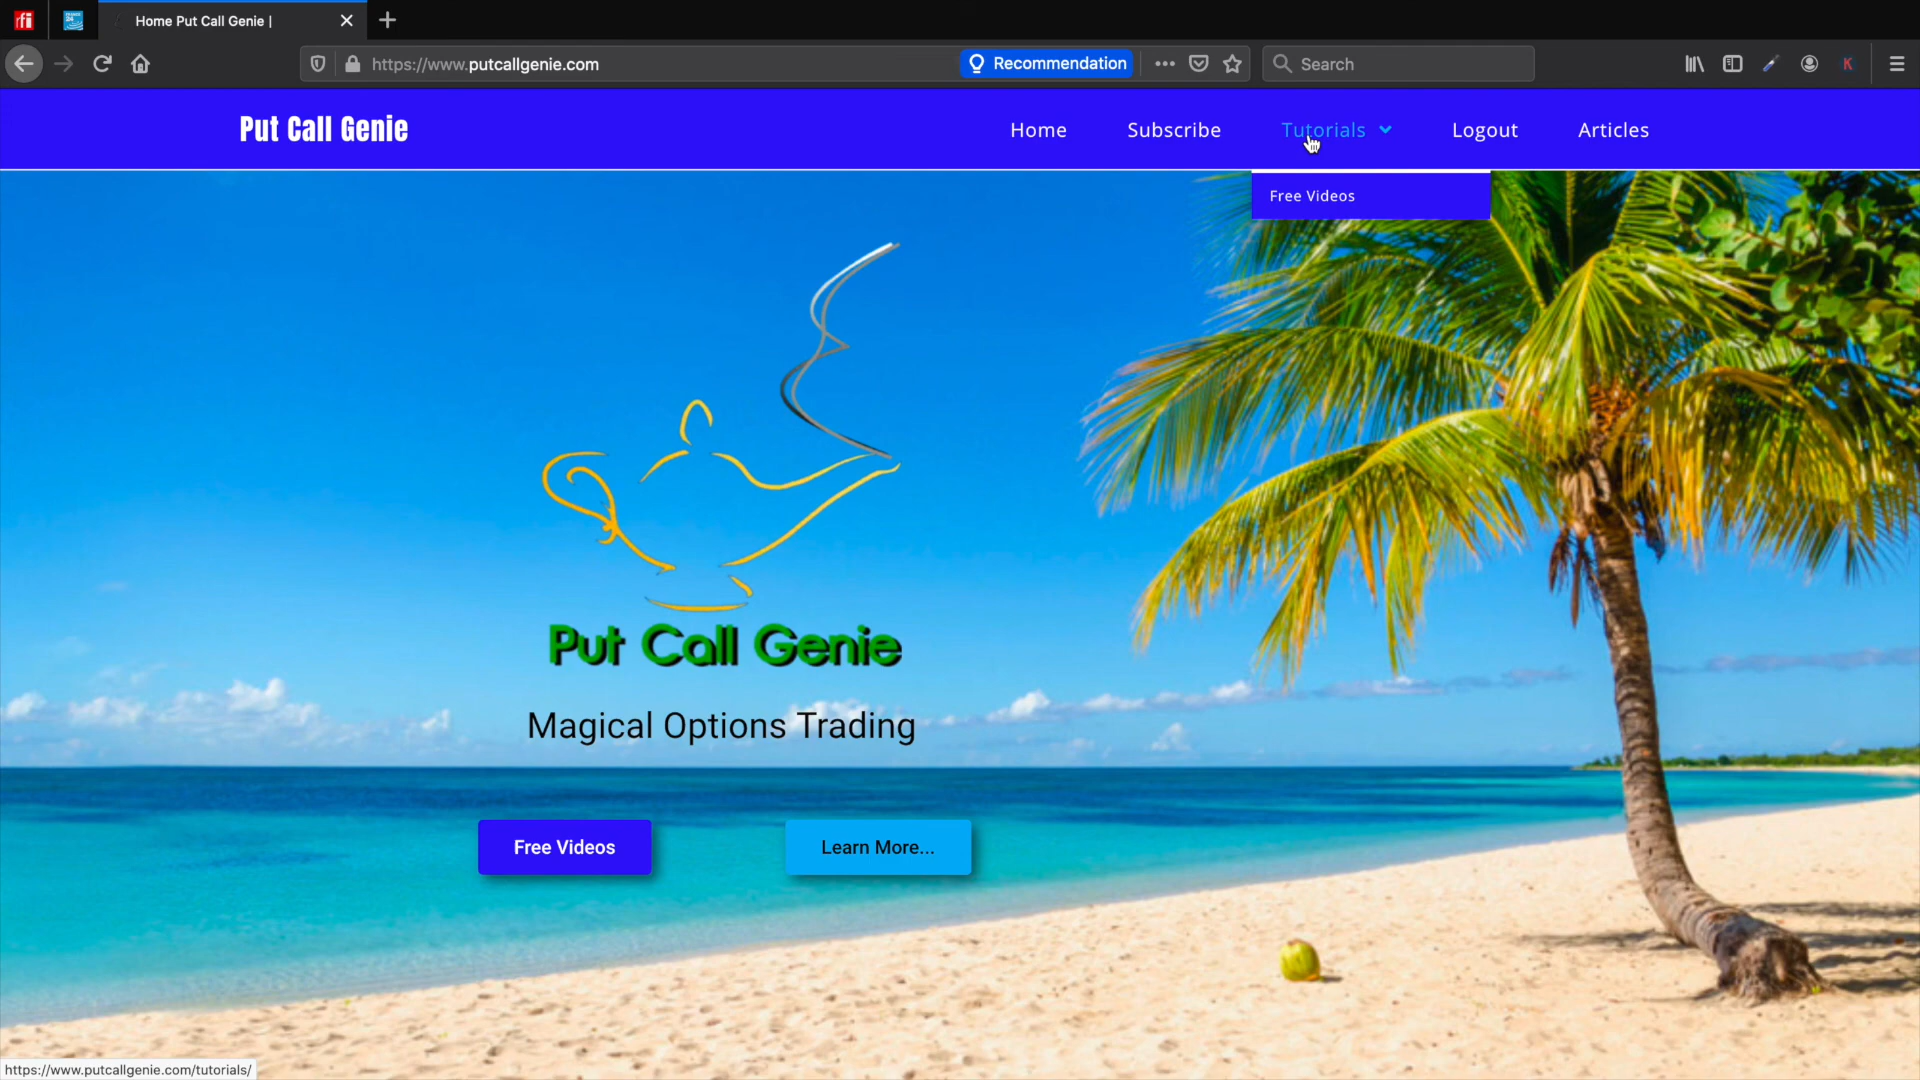 rfi
Home Put Call Genie |
https://www.putcallgenie.com
Recommendation
Search
K
Put Call Genie
Home
Subscribe
Tutorials
Logout
Articles
Free Videos
Put Call Genie
Magical Options Trading
Free Videos
Learn More...
https://www.putcallgenie.com/tutorials/